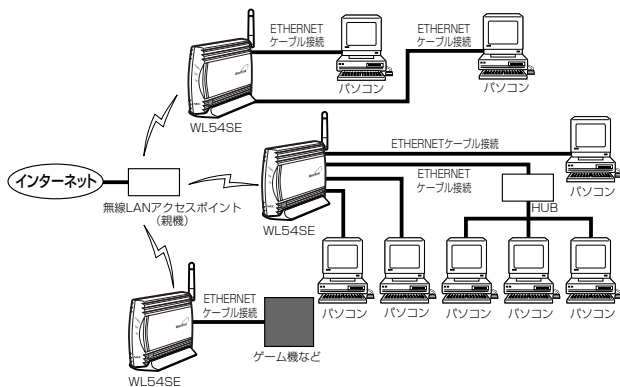 ETHERNET
ケーブル接続
パソコン
ETHERNET
ケーブル接続
パソコン
WL54SE
ETHERNETケーブル接続
パソコン
ETHERNET
ケーブル接続
HUB
インターネット
無線LANアクセスポイント
(親機)
WL54SE
パソコン
パソコン
パソコン
パソコン
パソコン
ETHERNET
ケーブル接続
ゲーム機など
WL54SE